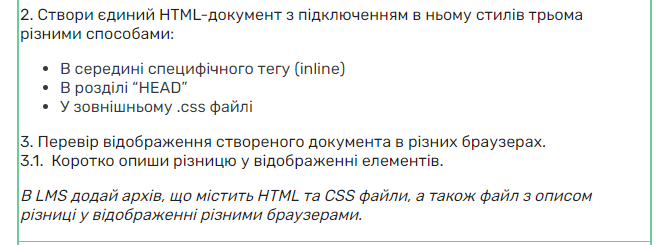 2. Створи єдиний HTML-документ з підключенням в ньому стилів трьома
різними способами:
• В середині специфічного тегу (inline)
• В розділі “HEAD”
• У зовнішньому .css файлі
3. Перевір відображення створеного документа в різних браузерах.
3.1. Коротко опиши різницю у відображенні елементів.
В LMS додай архів, що містить HTML та CSS файли, а також файл з описом
різниці у відображенні різними браузерами.